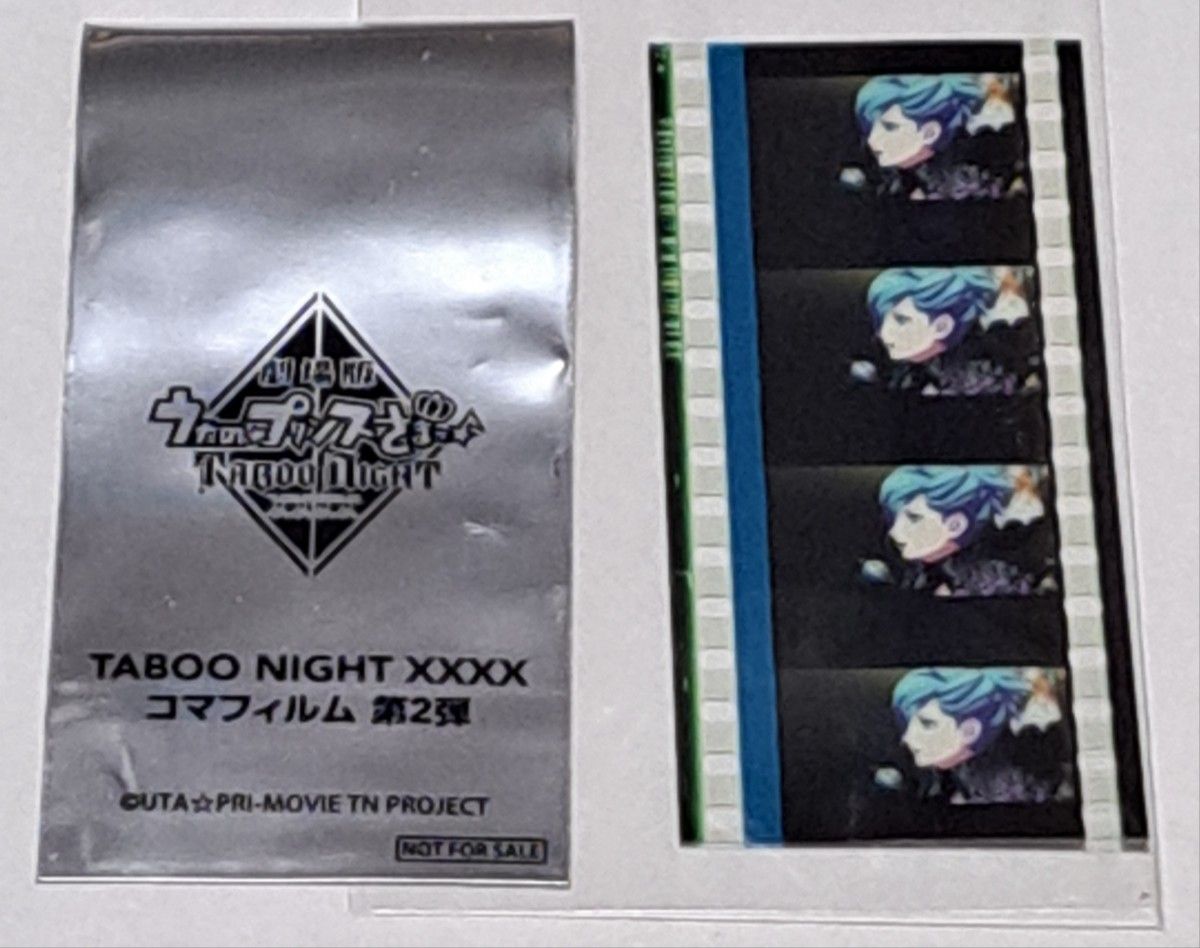 劇場版
うたの☆プリンスさまっ♪
TABOO NIGHT
TABOO NIGHT XXXX
コマフィルム 第2弾
©UTA☆PRI-MOVIE TN PROJECT
NOT FOR SALE